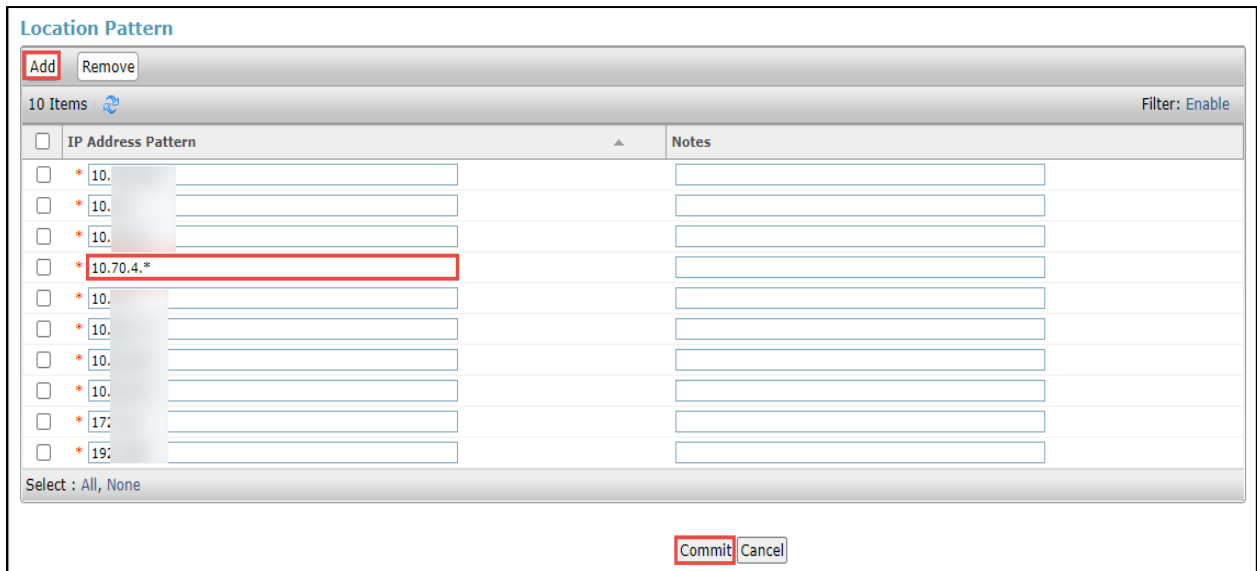 Location Pattern
Add Remove
10 Items Filter: Enable
IP Address Pattern Notes
* 10.
* 10.
* 10.
* 10.70.4.*
* 10.
* 10.
* 10.
* 10.
* 172
* 192
Select : All, None
Commit Cancel